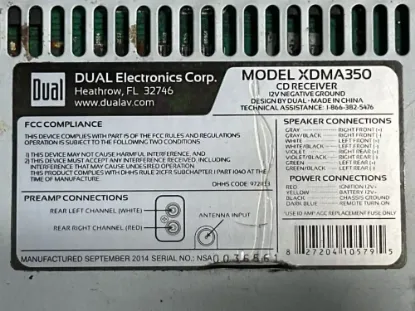 Dual
DUAL Electronics Corp.
Heathrow, FL 32746
www.dualav.com
MODEL XDMA350
CD RECEIVER
12V NEGATIVE GROUND
DESIGN BY DUAL - MADE IN CHINA
TECHNICAL ASSISTANCE: 1-866-382-5476
FCC COMPLIANCE
THIS DEVICE COMPLIES WITH PART 15 OF THE FCC RULES AND REGULATIONS
OPERATION IS SUBJECT TO THE FOLLOWING TWO CONDITIONS:
1) THIS DEVICE MAY NOT CAUSE HARMFUL INTERFERENCE, AND
2) THIS DEVICE MUST ACCEPT ANY INTERFERENCE RECEIVED, INCLUDING
INTERFERENCE THAT MAY CAUSE UNDESIRED OPERATION.
THIS PRODUCT COMPLIES WITH DHHS RULE 21CFR SUBCHAPTER J PART 1040 AT THE
TIME OF MANUFACTURE.
DHHS CODE:
PREAMP CONNECTIONS
REAR LEFT CHANNEL (WHITE)
REAR RIGHT CHANNEL (RED)
ANTENNA INPUT
SPEAKER CONNECTIONS
GRAY RIGHT FRONT (+)
GRAY/BLACK RIGHT FRONT (-)
WHITE LEFT FRONT (+)
WHITE/BLACK LEFT FRONT (-)
VIOLET RIGHT REAR (+)
VIOLET/BLACK RIGHT REAR (-)
GREEN LEFT REAR (+)
GREEN/BLACK LEFT REAR (-)
POWER CONNECTIONS
RED IGNITION 12V+
YELLOW BATTERY 12V+
BLACK CHASSIS GROUND
DARK BLUE REMOTE TURN-ON
USE 10 AMP AGC REPLACEMENT FUSE ONLY
8 27204 10579 5
MANUFACTURED SEPTEMBER 2014 SERIAL NO.: NSA0036561